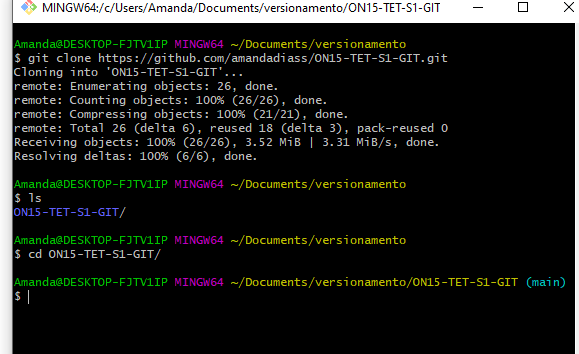 MINGW64:/c/Users/Amanda/Documents/versionamento/ON15-TET-S1-GIT
Amanda@DESKTOP-FJTV1IP MINGW64 ~/Documents/versionamento
$ git clone https://github.com/amandadiass/ON15-TET-S1-GIT.git
Cloning into 'ON15-TET-S1-GIT'...
remote: Enumerating objects: 26, done.
remote: Counting objects: 100% (26/26), done.
remote: Compressing objects: 100% (21/21), done.
remote: Total 26 (delta 6), reused 18 (delta 3), pack-reused 0
Receiving objects: 100% (26/26), 3.52 MiB | 3.31 MiB/s, done.
Resolving deltas: 100% (6/6), done.
Amanda@DESKTOP-FJTV1IP MINGW64 ~/Documents/versionamento
$ ls
ON15-TET-S1-GIT/
Amanda@DESKTOP-FJTV1IP MINGW64 ~/Documents/versionamento
$ cd ON15-TET-S1-GIT/
Amanda@DESKTOP-FJTV1IP MINGW64 ~/Documents/versionamento/ON15-TET-S1-GIT (main)
$